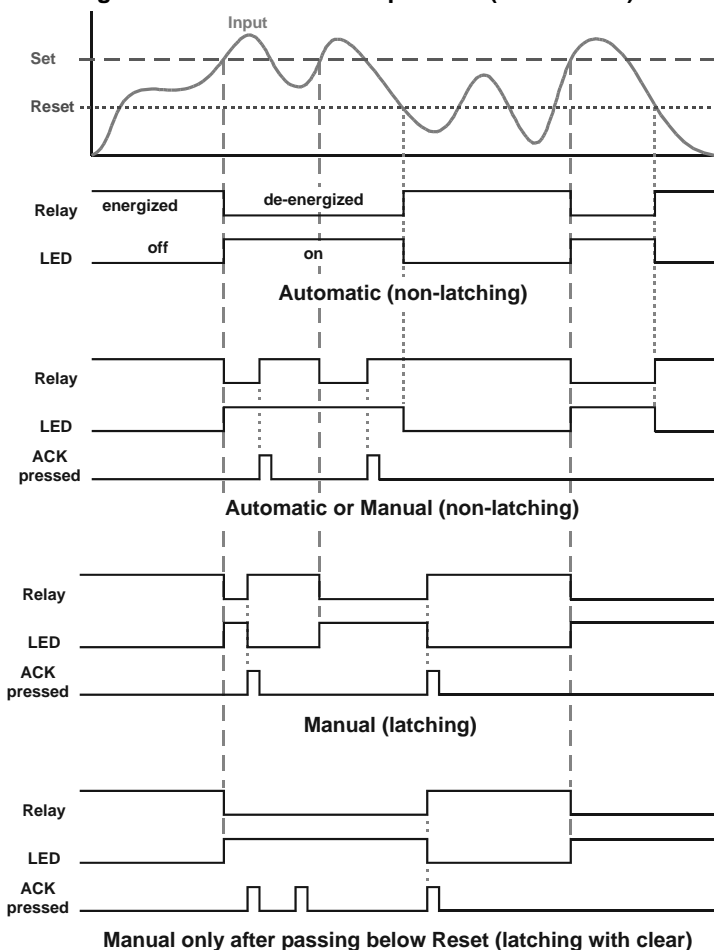 Input
Set
Reset
Relay energized de-energized
LED off on
Automatic (non-latching)
Relay
LED
ACK
pressed
Automatic or Manual (non-latching)
Relay
LED
ACK
pressed
Manual (latching)
Relay
LED
ACK
pressed
Manual only after passing below Reset (latching with clear)